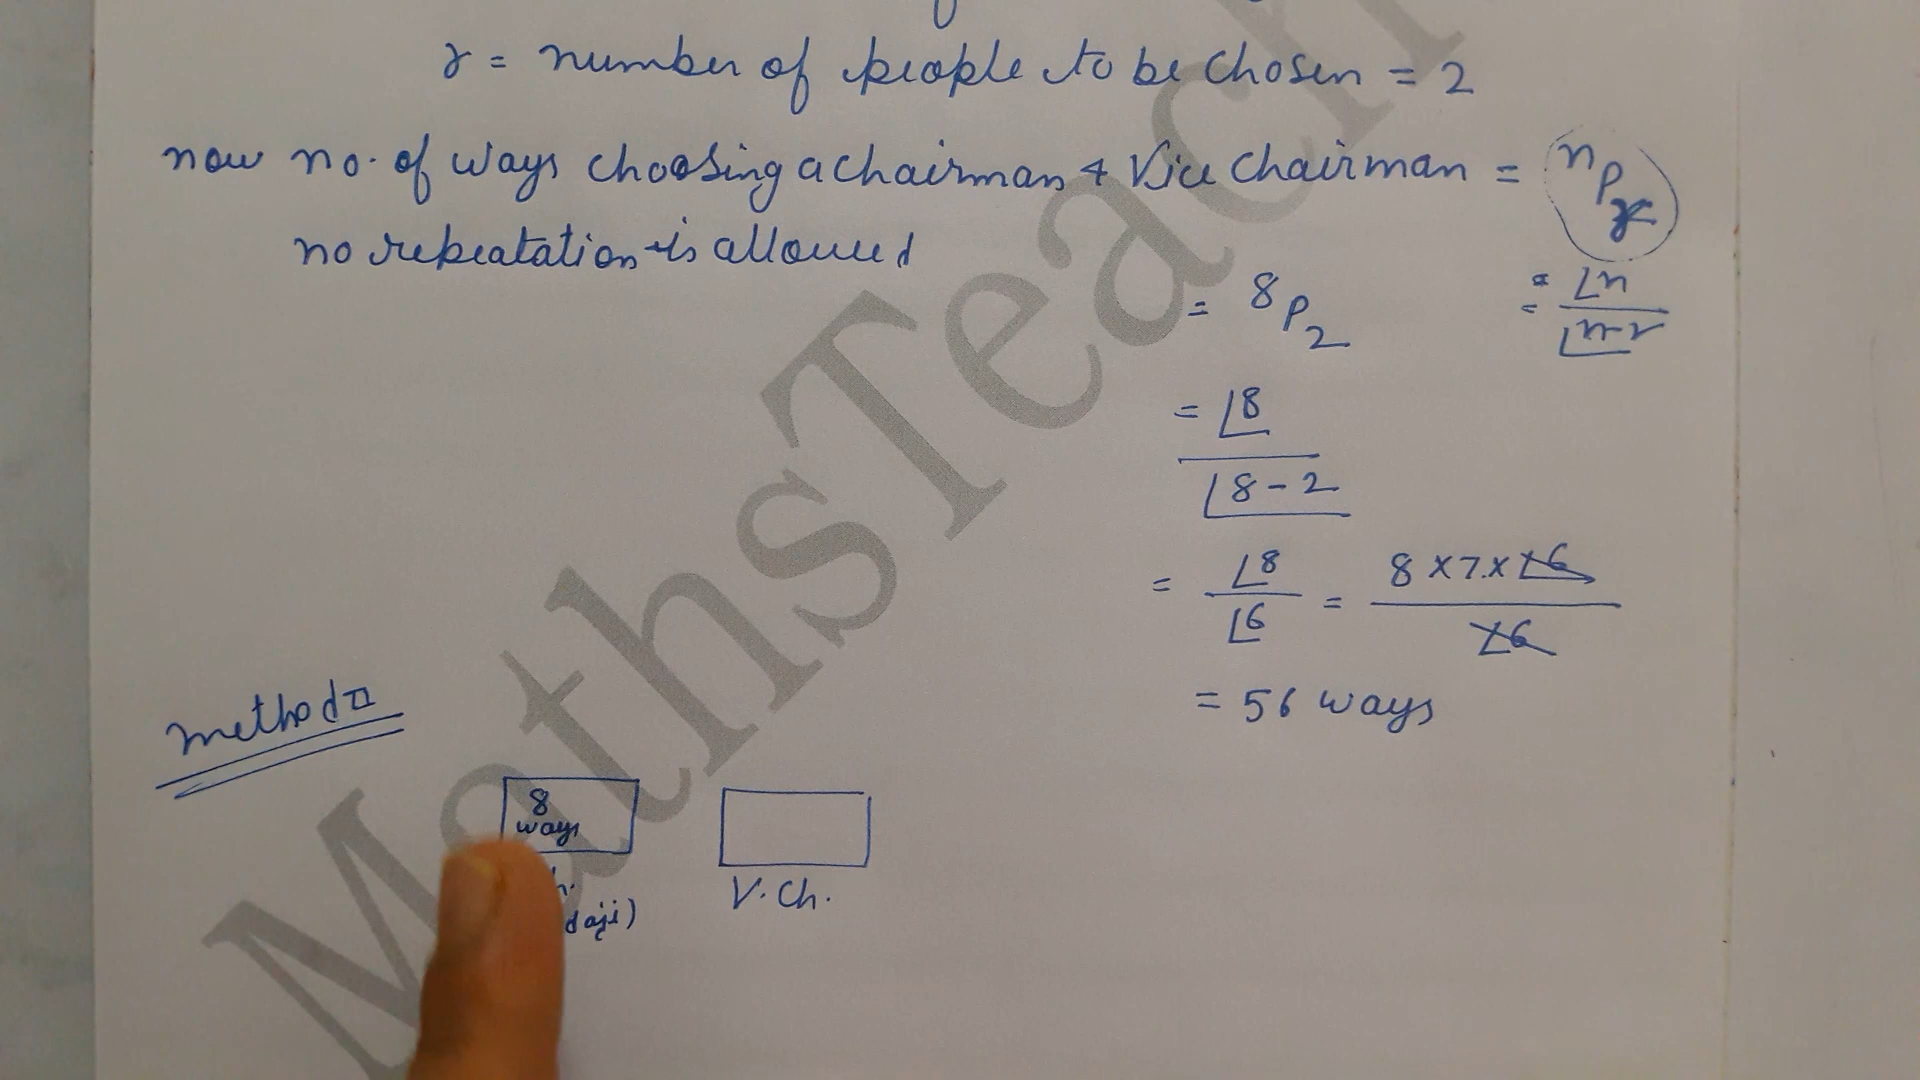 r = number of people to be chosen = 2
now no. of ways choosing a chairman & Vice chairman = nPr
no repeatation is allowed
= 8P2
= ⌊n
⌊n-r
= ⌊8
⌊8-2
= ⌊8 = 8 x 7 x ⌊6
⌊6 ⌊6
= 56 ways
Method II
8
ways
V. Ch.
daji)
MathsTeach